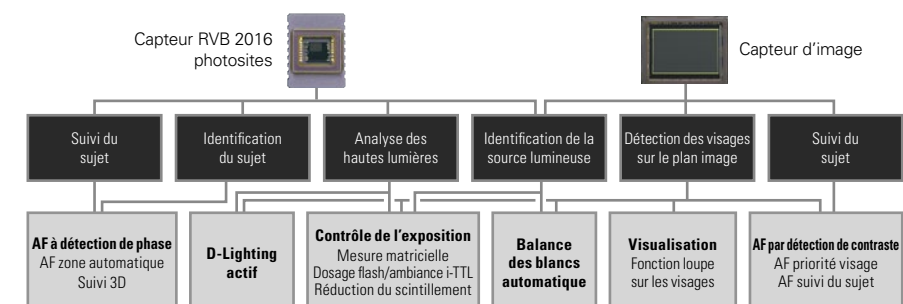 Capteur RVB 2016
photosites
Capteur d'image
Suivi du
sujet
Identification
du sujet
Analyse des
hautes lumières
Identification de la
source lumineuse
Détection des visages
sur le plan image
Suivi du
sujet
AF à détection de phase
AF zone automatique
Suivi 3D
D-Lighting
actif
Contrôle de l'exposition
Mesure matricielle
Dosage flash/ambiance i-TTL
Réduction du scintillement
Balance
des blancs
automatique
Visualisation
Fonction loupe
sur les visages
AF par détection de contraste
AF priorité visage
AF suivi du sujet